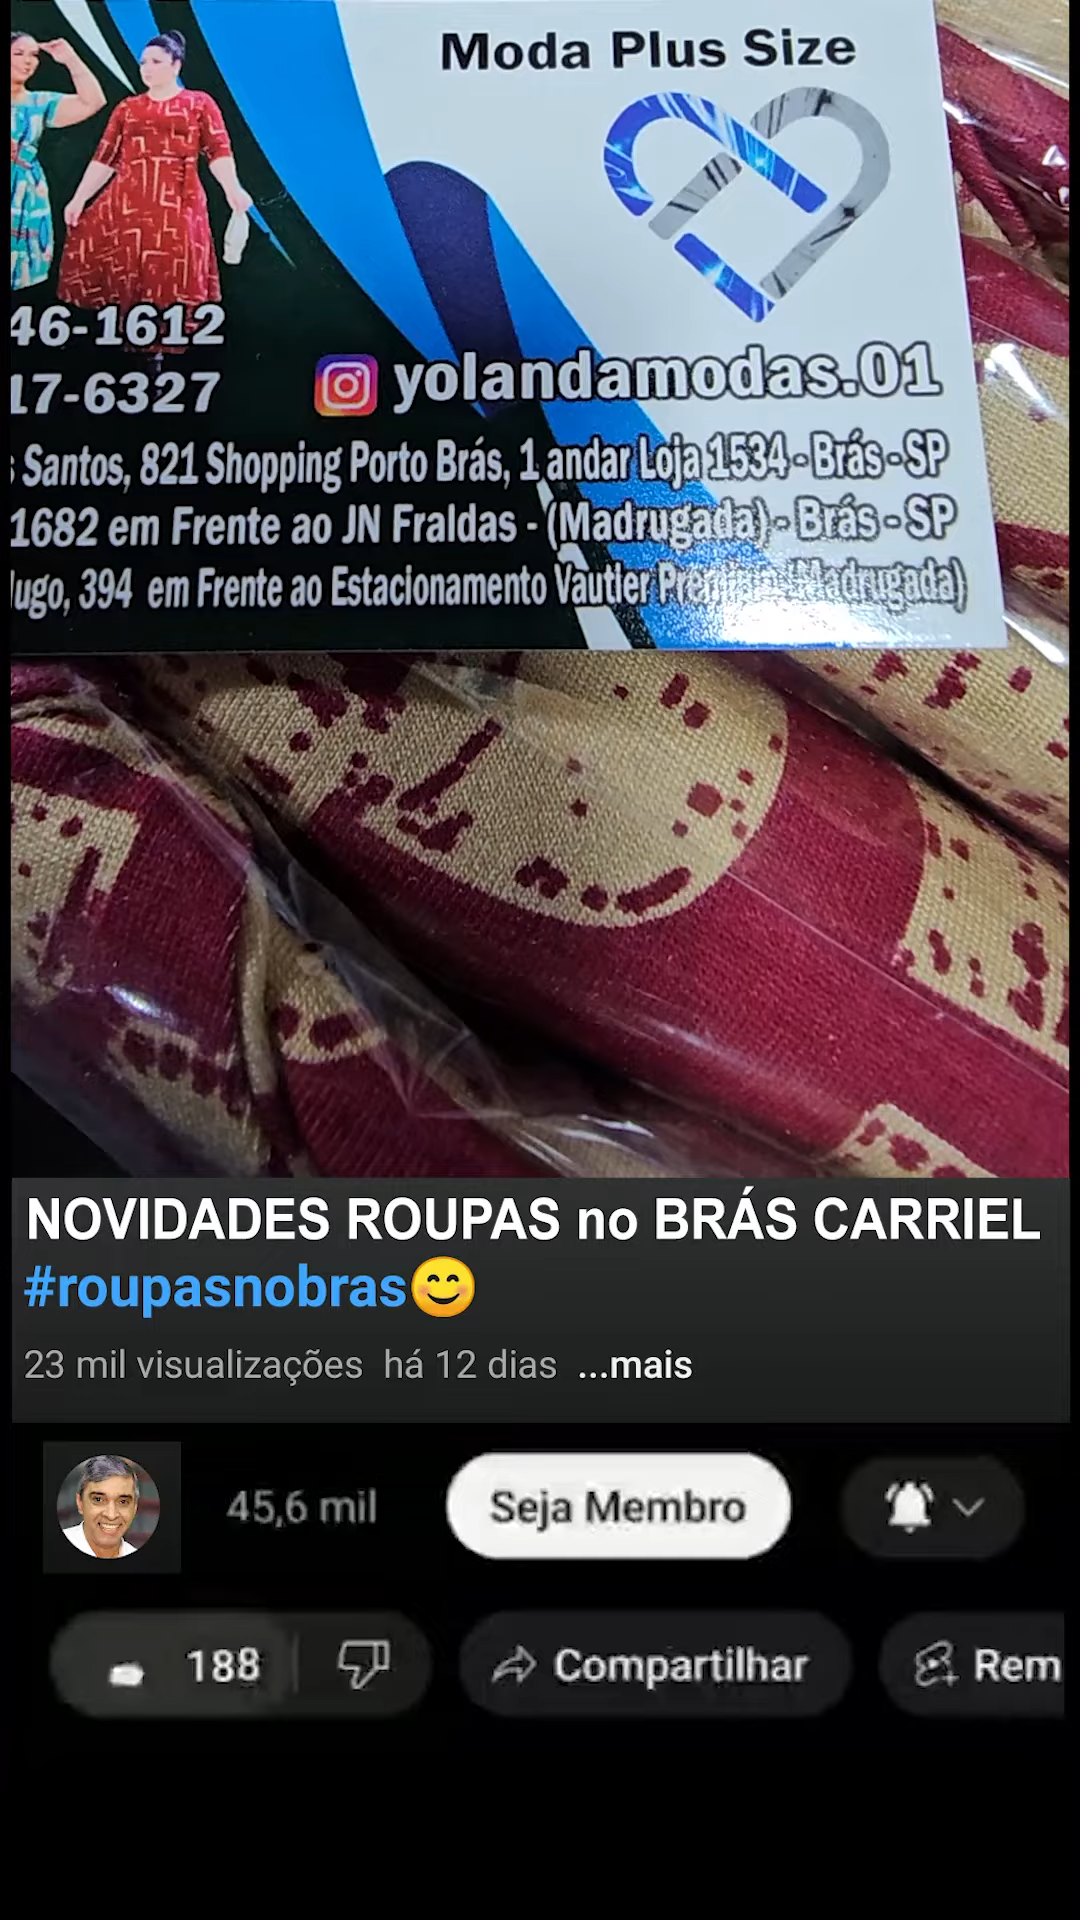 Moda Plus Size
46-1612
17-6327
yolandamodas.01
Santos, 821 Shopping Porto Brás, 1 andar Loja 1534 - Brás - SP
1682 em Frente ao JN Fraldas - (Madrugada) - Brás - SP
ugo, 394 em Frente ao Estacionamento Vautier (Madrugada)
NOVIDADES ROUPAS no BRÁS CARRIEL
#roupasnobras😊
23 mil visualizações há 12 dias ...mais
45,6 mil
Seja Membro
188
Compartilhar
Rem